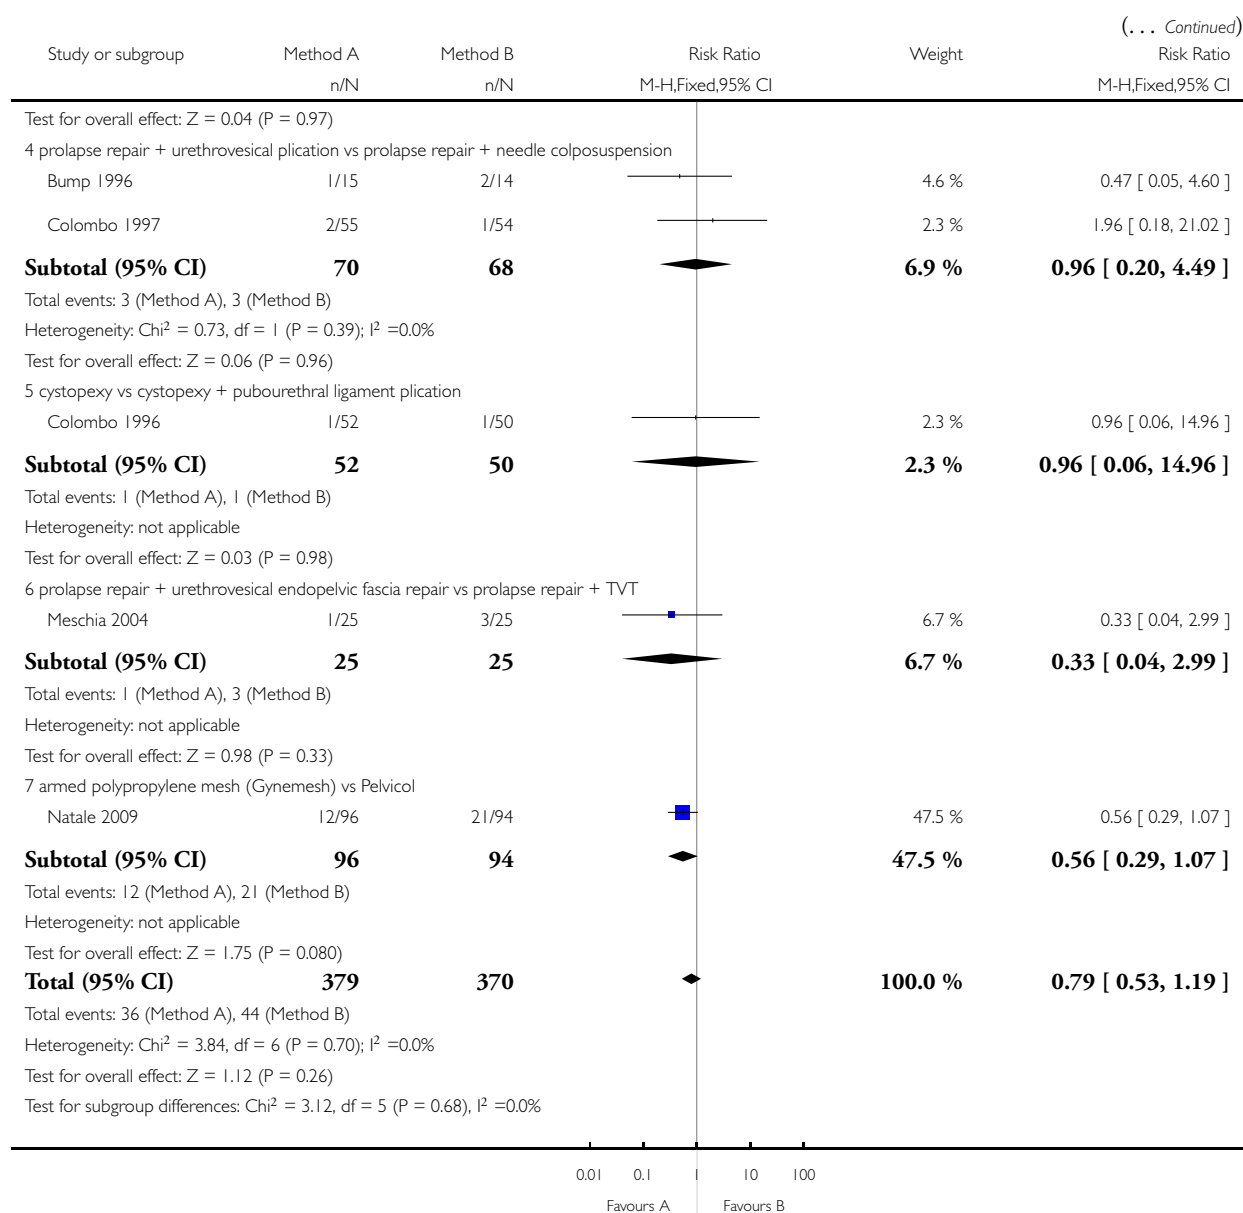 (... Continued)
Study or subgroup Method A Method B Risk Ratio Weight Risk Ratio
n/N n/N M-H,Fixed,95% CI M-H,Fixed,95% CI
Test for overall effect: Z = 0.04 (P = 0.97)
4 prolapse repair + urethrovesical plication vs prolapse repair + needle colposuspension
Bump 1996 1/15 2/14 4.6 % 0.47 [ 0.05, 4.60 ]
Colombo 1997 2/55 1/54 2.3 % 1.96 [ 0.18, 21.02 ]
Subtotal (95% CI) 70 68 6.9 % 0.96 [ 0.20, 4.49 ]
Total events: 3 (Method A), 3 (Method B)
Heterogeneity: Chi² = 0.73, df = 1 (P = 0.39); I² =0.0%
Test for overall effect: Z = 0.06 (P = 0.96)
5 cystopexy vs cystopexy + pubourethral ligament plication
Colombo 1996 1/52 1/50 2.3 % 0.96 [ 0.06, 14.96 ]
Subtotal (95% CI) 52 50 2.3 % 0.96 [ 0.06, 14.96 ]
Total events: 1 (Method A), 1 (Method B)
Heterogeneity: not applicable
Test for overall effect: Z = 0.03 (P = 0.98)
6 prolapse repair + urethrovesical endopelvic fascia repair vs prolapse repair + TVT
Meschia 2004 1/25 3/25 6.7 % 0.33 [ 0.04, 2.99 ]
Subtotal (95% CI) 25 25 6.7 % 0.33 [ 0.04, 2.99 ]
Total events: 1 (Method A), 3 (Method B)
Heterogeneity: not applicable
Test for overall effect: Z = 0.98 (P = 0.33)
7 armed polypropylene mesh (Gynemesh) vs Pelvicol
Natale 2009 12/96 21/94 47.5 % 0.56 [ 0.29, 1.07 ]
Subtotal (95% CI) 96 94 47.5 % 0.56 [ 0.29, 1.07 ]
Total events: 12 (Method A), 21 (Method B)
Heterogeneity: not applicable
Test for overall effect: Z = 1.75 (P = 0.080)
Total (95% CI) 379 370 100.0 % 0.79 [ 0.53, 1.19 ]
Total events: 36 (Method A), 44 (Method B)
Heterogeneity: Chi² = 3.84, df = 6 (P = 0.70); I² =0.0%
Test for overall effect: Z = 1.12 (P = 0.26)
Test for subgroup differences: Chi² = 3.12, df = 5 (P = 0.68), I² =0.0%
0.01 0.1 1 10 100
Favours A Favours B